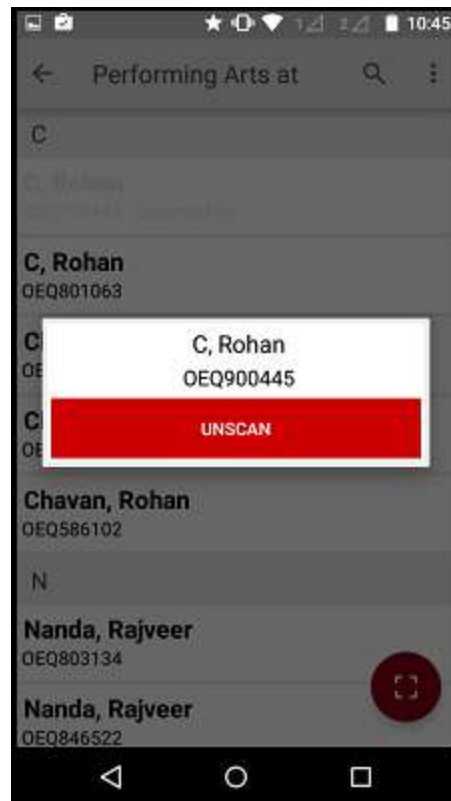 10:45
Performing Arts at
C
C, Rohan
C, Rohan
OEQ801063
C, Rohan
OEQ900445
UNSCAN
Chavan, Rohan
OEQ586102
N
Nanda, Rajveer
OEQ803134
Nanda, Rajveer
OEQ846522